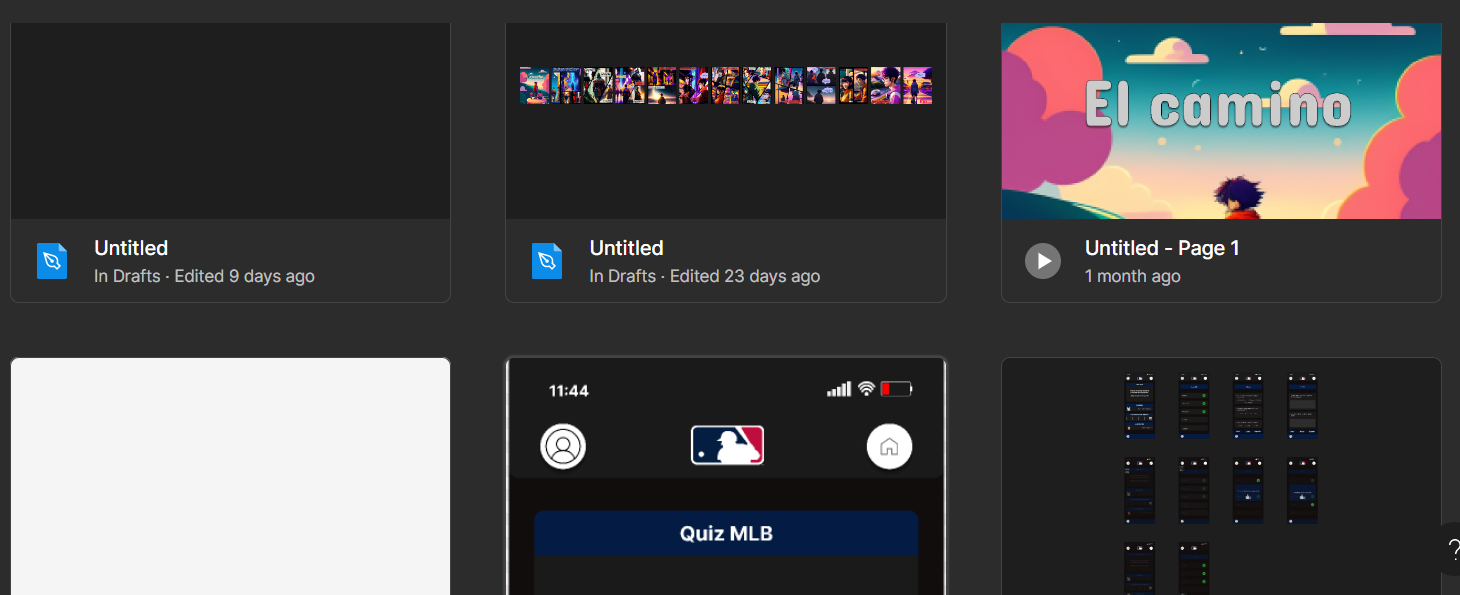 El camino
Untitled
In Drafts · Edited 9 days ago
Untitled
In Drafts · Edited 23 days ago
Untitled - Page 1
1 month ago
11:44
Quiz MLB
?